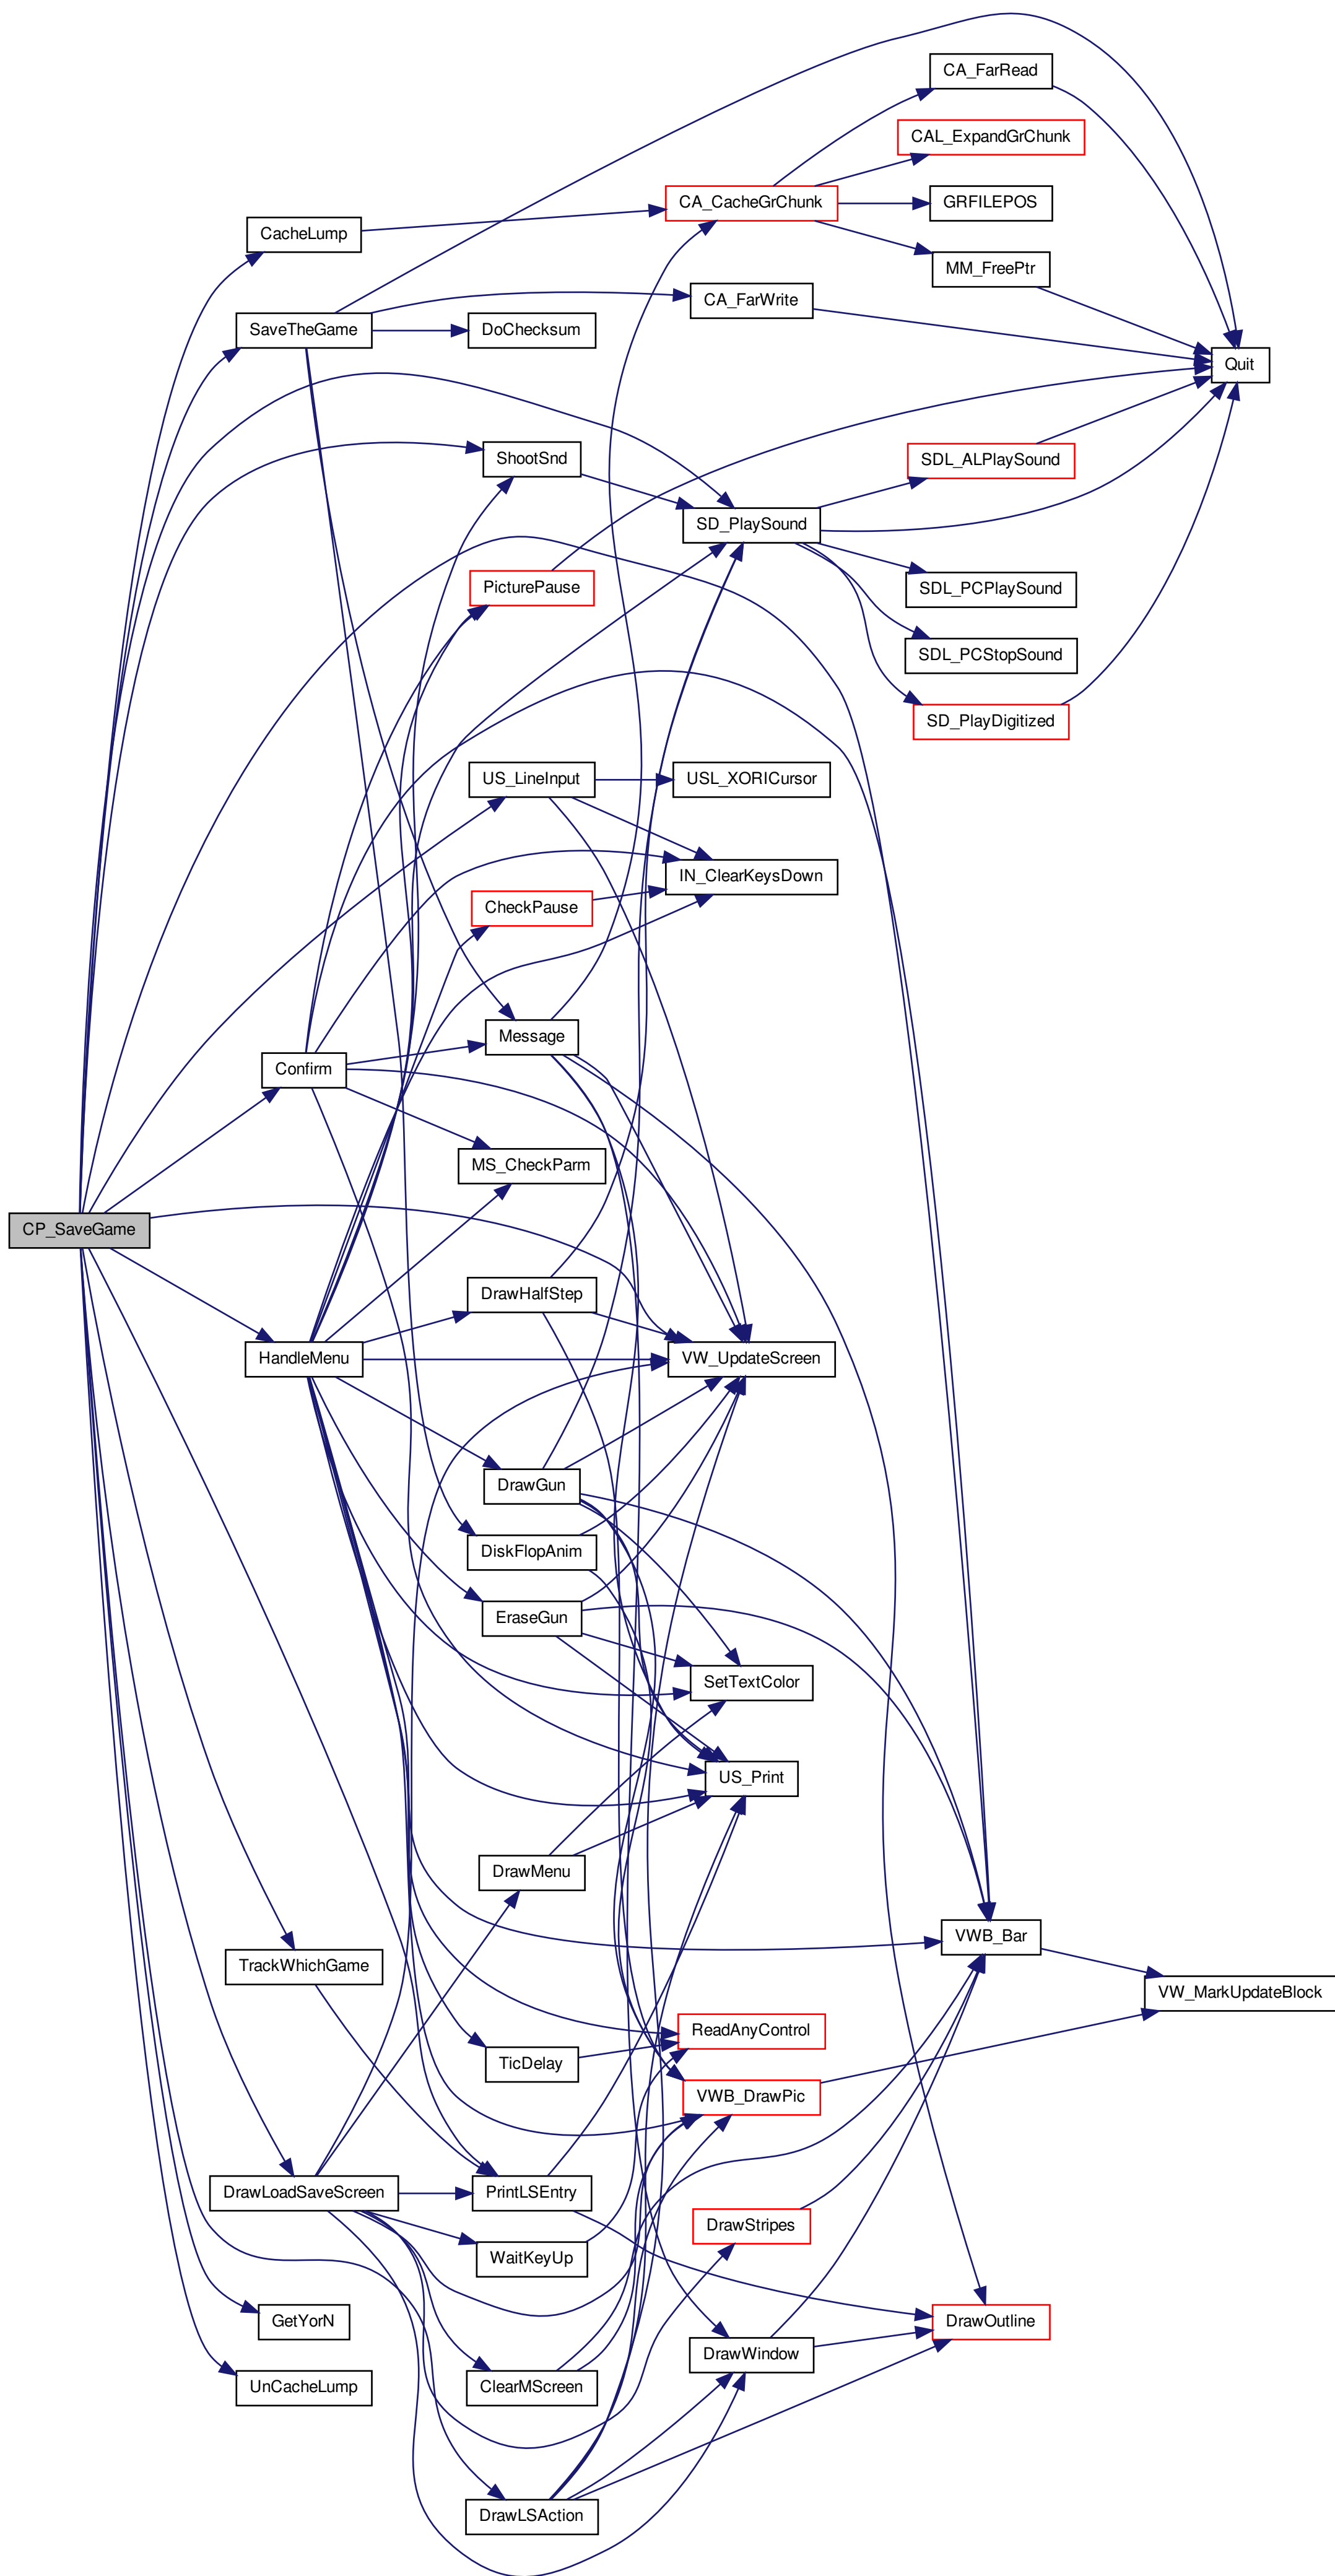 CA_FarRead
CAL_ExpandGrChunk
CA_CacheGrChunk
GRFILEPOS
CacheLump
MM_FreePtr
CA_FarWrite
SaveTheGame
DoChecksum
Quit
ShootSnd
SDL_ALPlaySound
SD_PlaySound
PicturePause
SDL_PCPlaySound
SDL_PCStopSound
SD_PlayDigitized
US_LineInput
USL_XORICursor
IN_ClearKeysDown
CheckPause
Message
Confirm
MS_CheckParm
CP_SaveGame
DrawHalfStep
HandleMenu
VW_UpdateScreen
DrawGun
DiskFlopAnim
EraseGun
SetTextColor
US_Print
DrawMenu
VWB_Bar
TrackWhichGame
VW_MarkUpdateBlock
ReadAnyControl
TicDelay
VWB_DrawPic
DrawLoadSaveScreen
PrintLSEntry
DrawStripes
WaitKeyUp
GetYorN
DrawOutline
DrawWindow
UnCacheLump
ClearMScreen
DrawLSAction